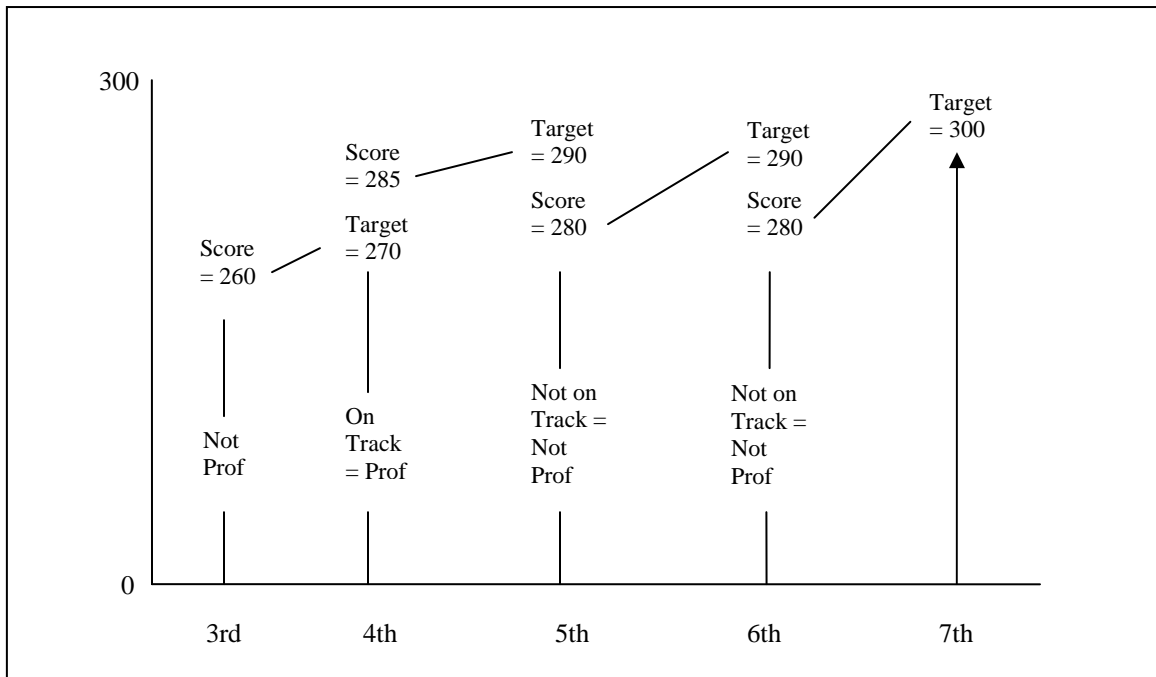 300
Score
= 260
Not
Prof
Score
= 285
Target
= 270
On
Track
= Prof
Target
= 290
Score
= 280
Not on
Track =
Not
Prof
Target
= 290
Score
= 280
Not on
Track =
Not
Prof
Target
= 300
0
3rd
4th
5th
6th
7th